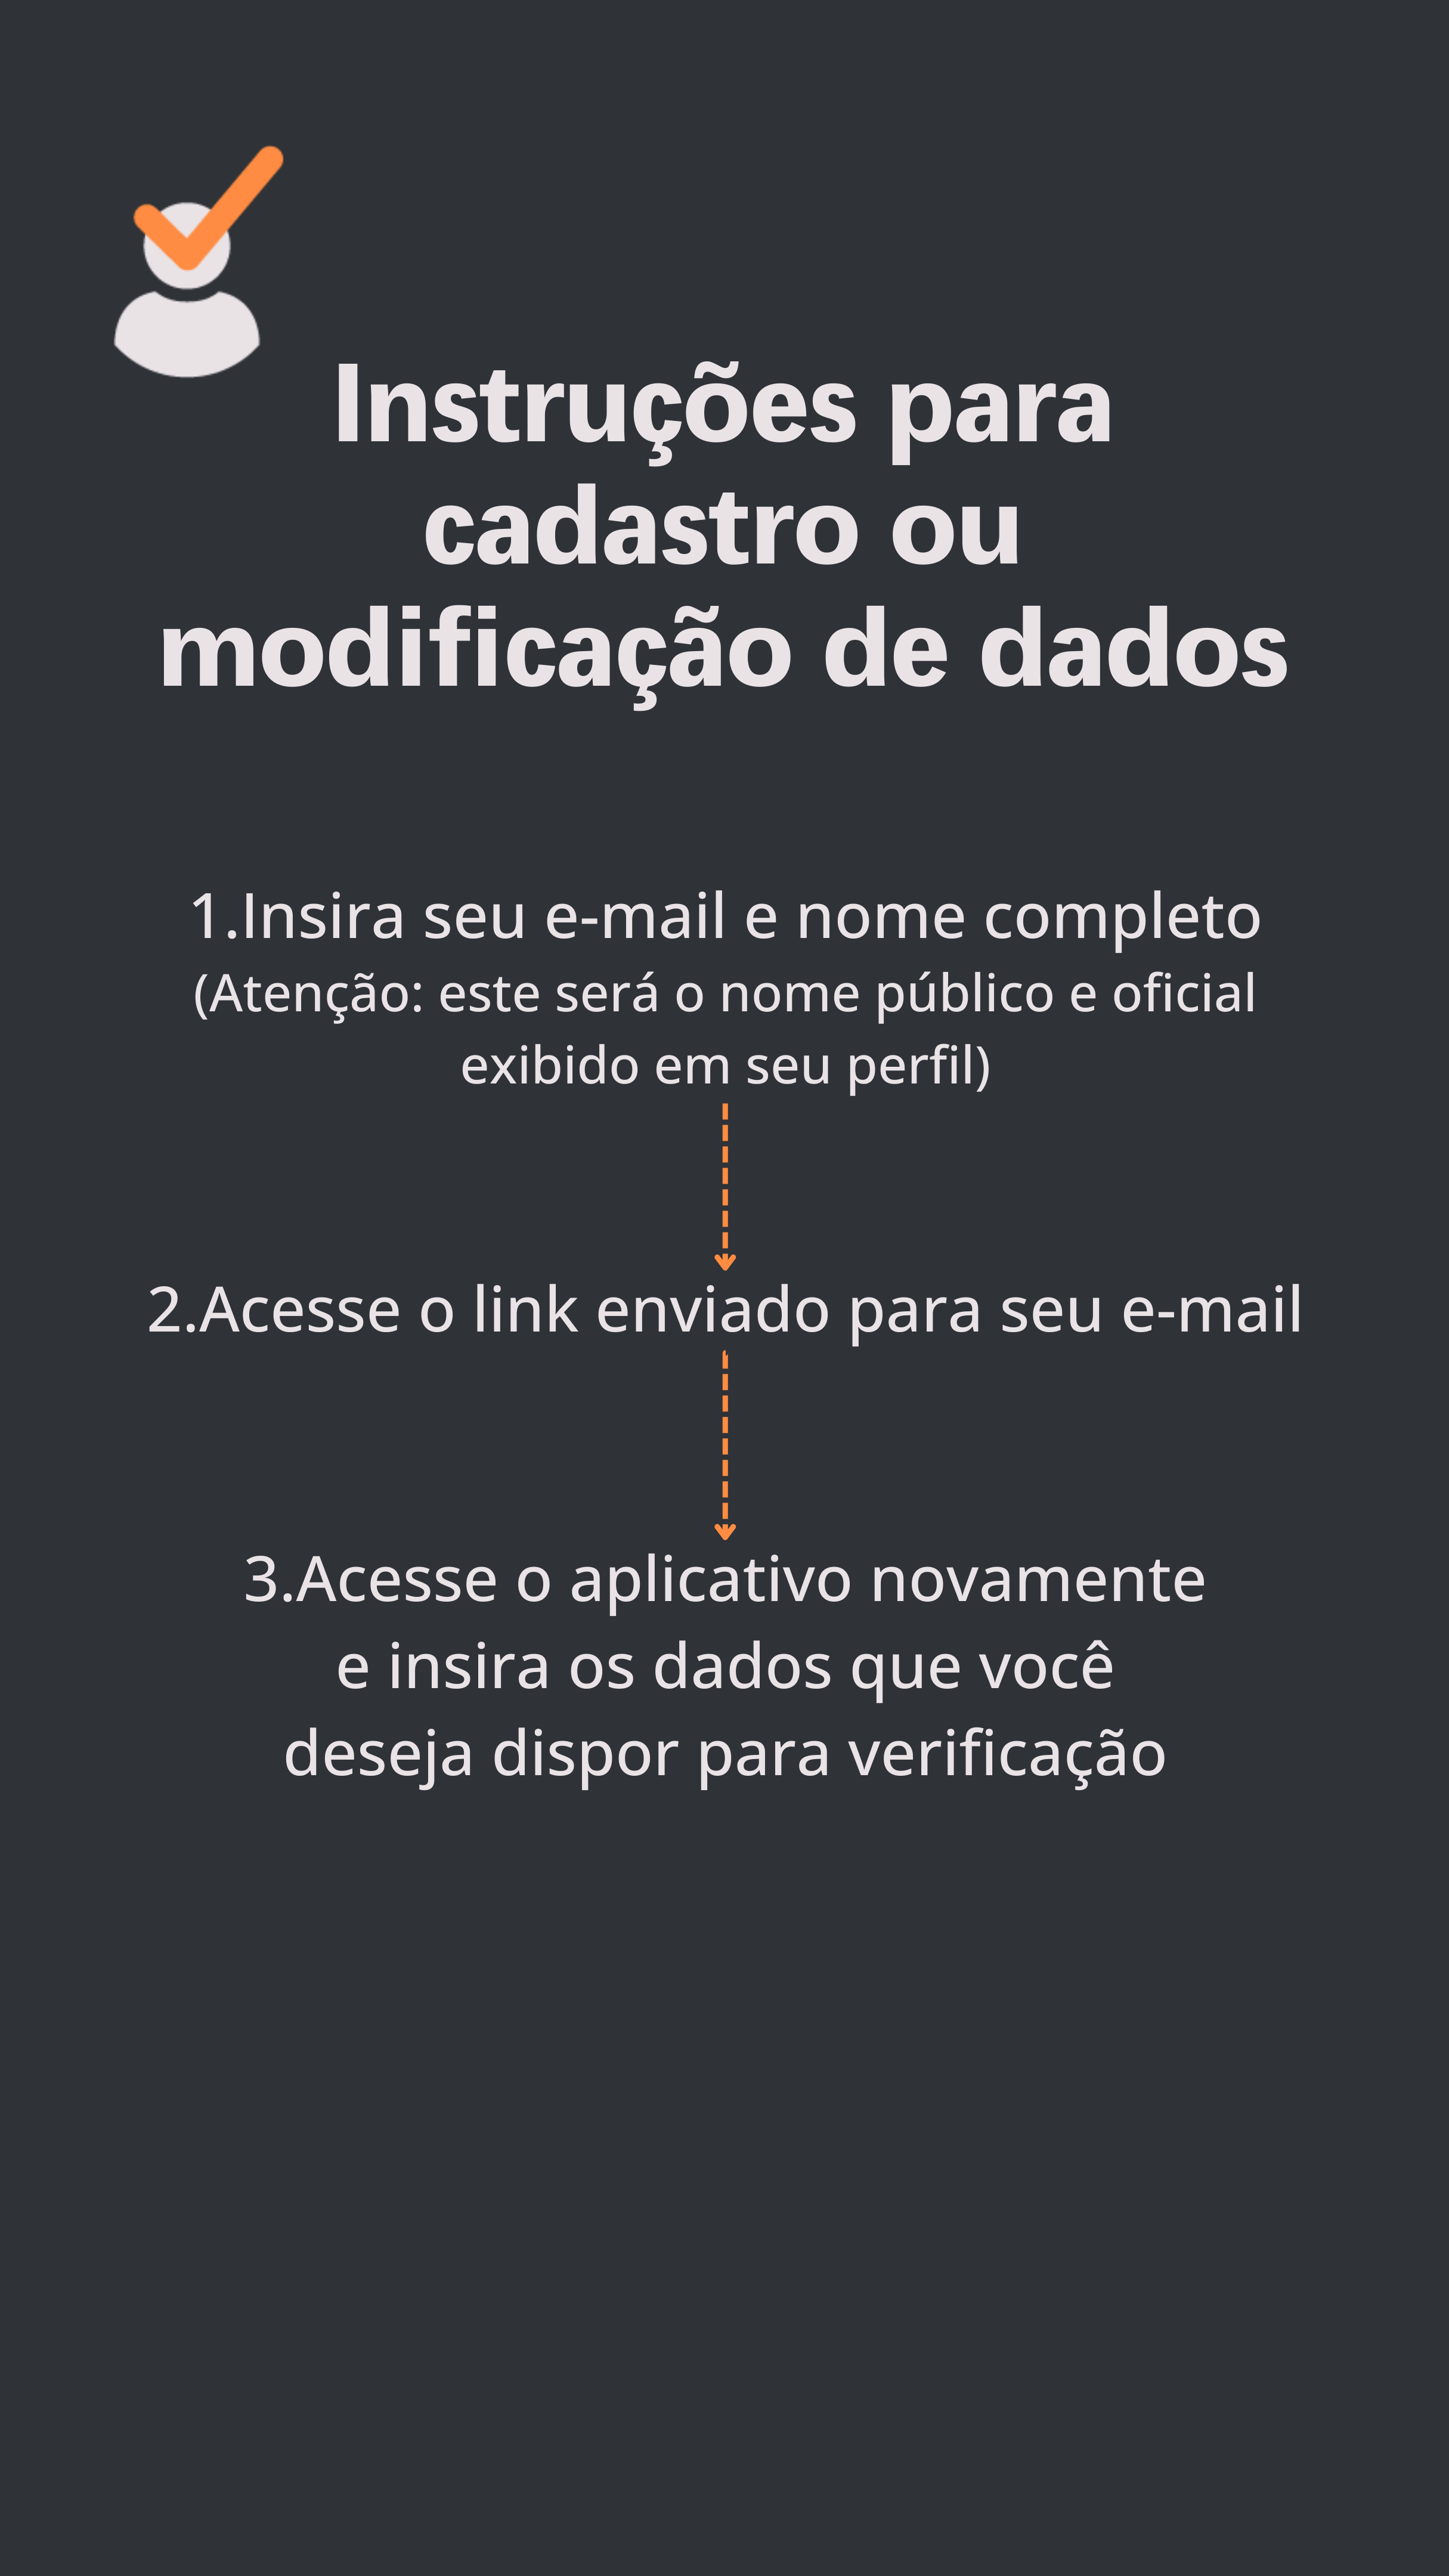 Instruções para
cadastro ou
modificação de dados
1.Insira seu e-mail e nome completo
(Atenção: este será o nome público e oficial
exibido em seu perfil)
2.Acesse o link enviado para seu e-mail
3.Acesse o aplicativo novamente
e insira os dados que você
deseja dispor para verificação